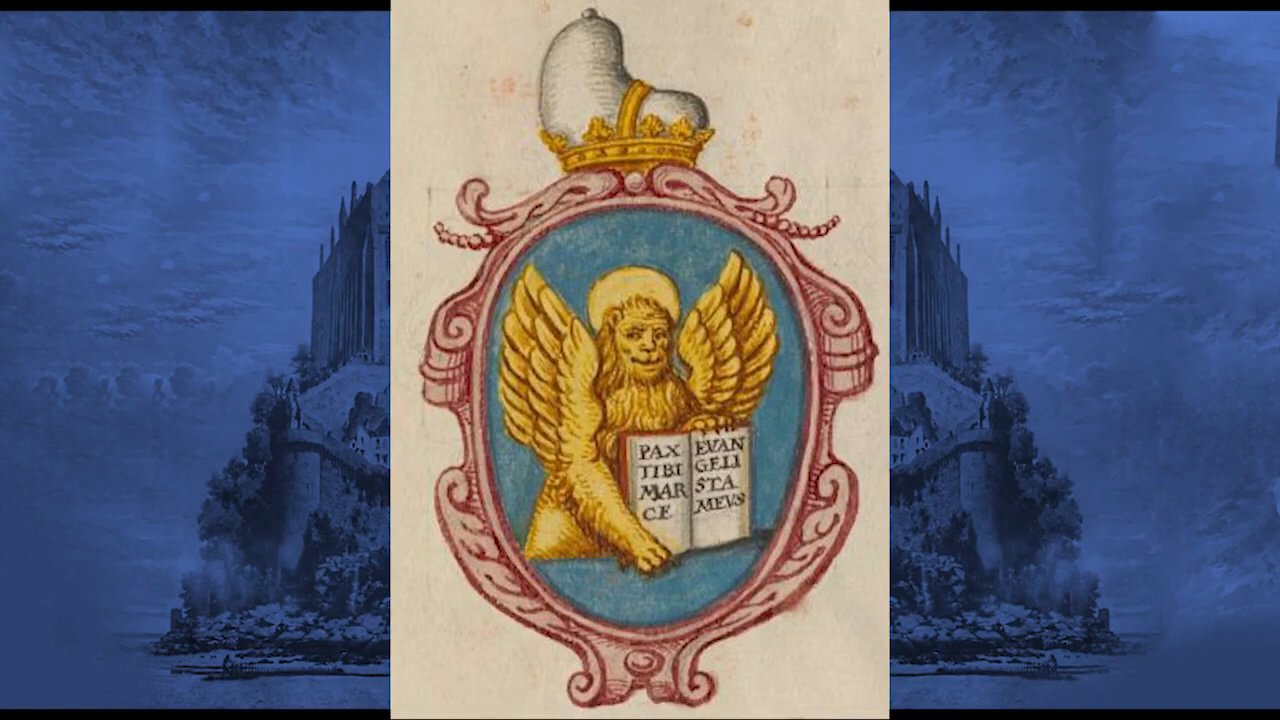 PAX
TIBI
MAR
CE
EVAN
GELI
STA
MEVS